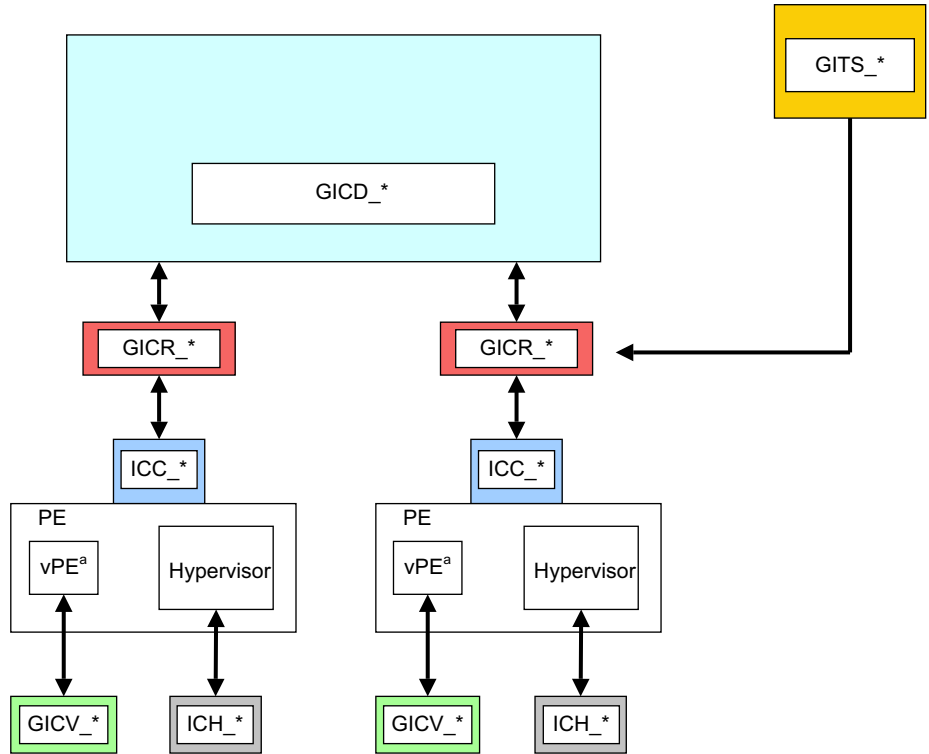 GITS_*
GICD_*
GICR_*
GICR_*
ICC_*
ICC_*
PE
PE
vPEᵃ
Hypervisor
vPEᵃ
Hypervisor
GICV_*
ICH_*
GICV_*
ICH_*